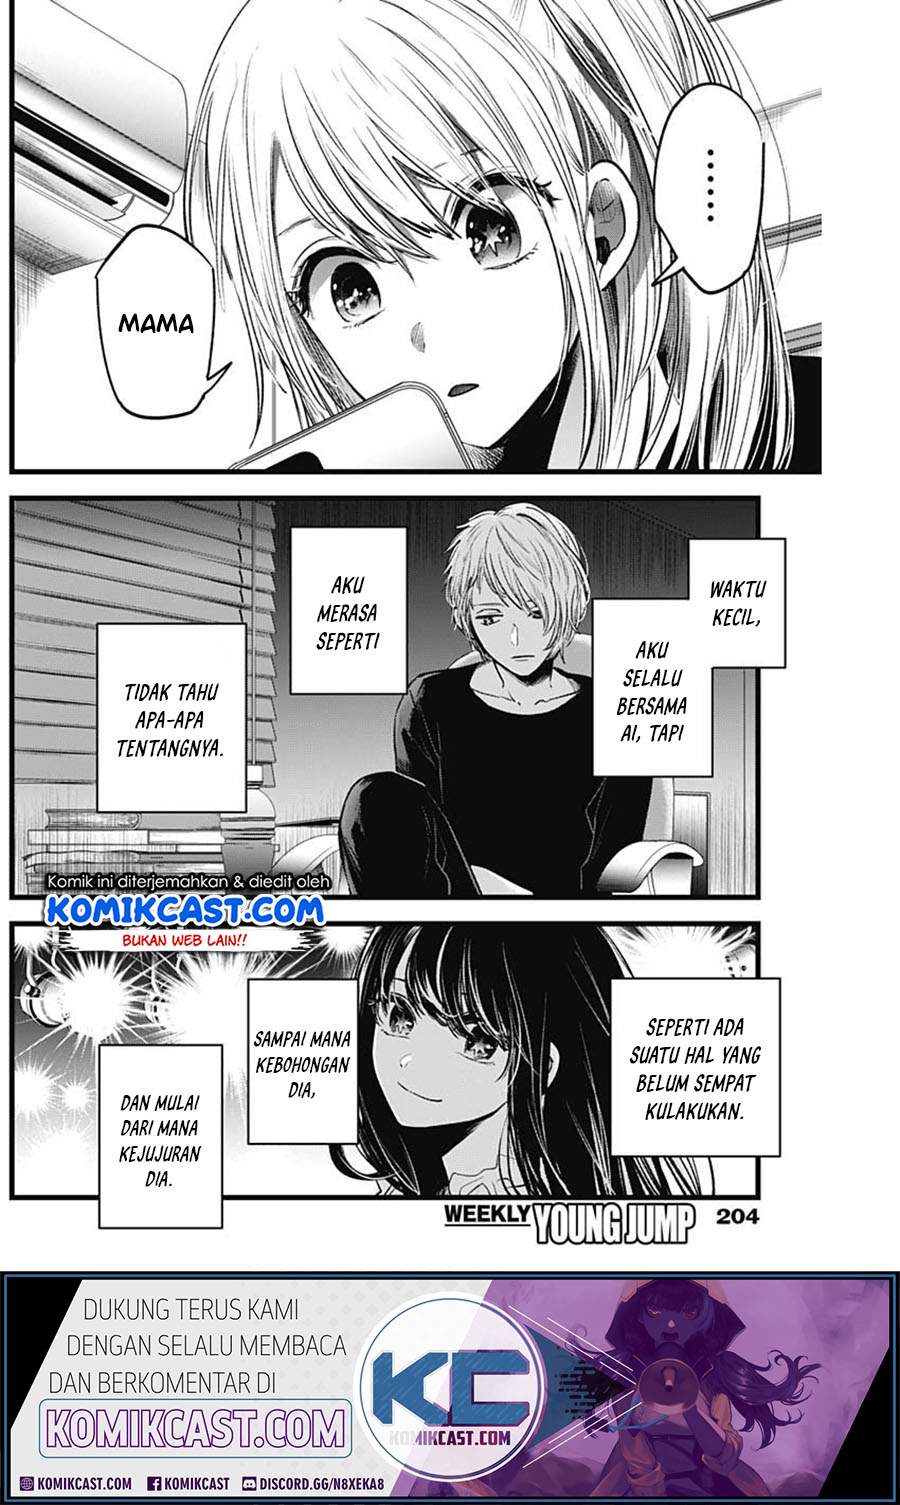 .......
MAMA
WAKTU
KECIL,
AKU
SELALU
BERSAMA
AI, TAPI
AKU
MERASA
SEPERTI
TIDAK TAHU
APA-APA
TENTANGNYA.
Komik ini diterjemahkan & diedit oleh
KOMIKCAST.COM
BUKAN WEB LAIN!!
SEPERTI ADA
SUATU HAL YANG
BELUM SEMPAT
KULAKUKAN.
SAMPAI MANA
KEBOHONGAN
DIA,
DAN MULAI
DARI MANA
KEJUJURAN
DIA.
WEEKLY YOUNG JUMP 204
DUKUNG TERUS KAMI
DENGAN SELALU MEMBACA
DAN BERKOMENTAR DI
KOMIKCAST.COM
KC
KOMIKCAST.COM
KOMIKCAST.COM KOMIKCAST DISCORD.GG/N8XEKA8